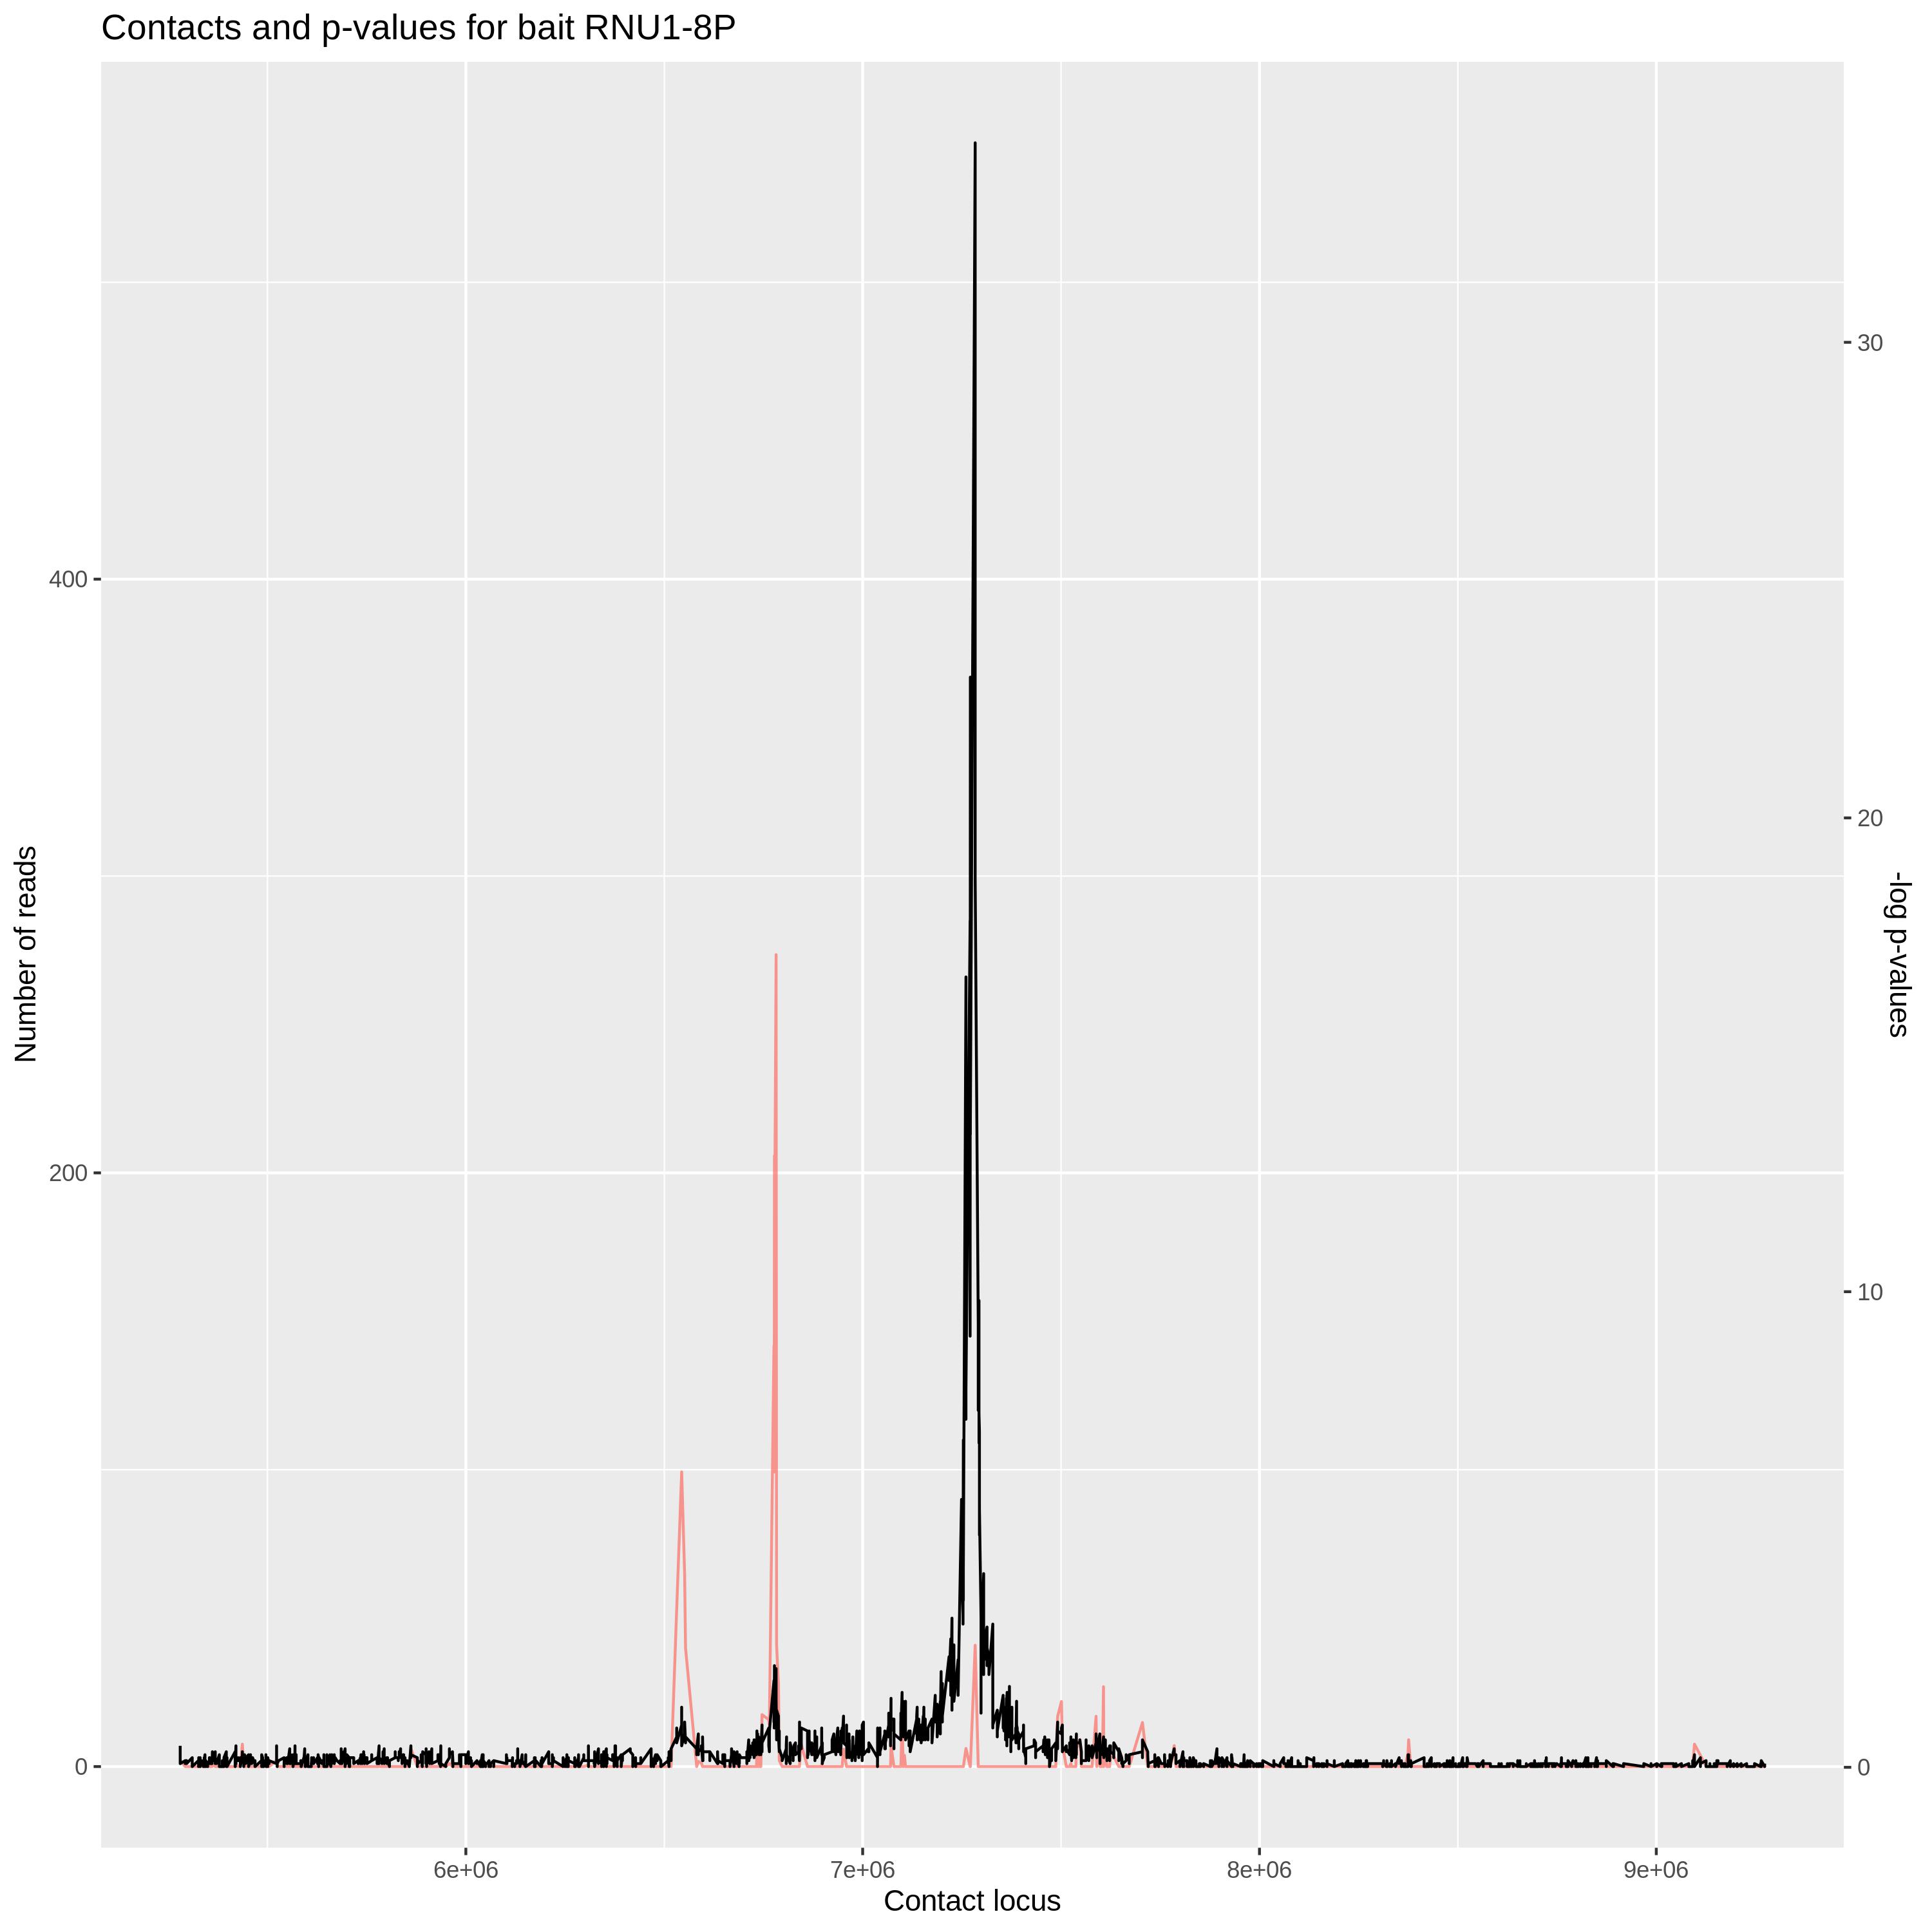 Contacts and p-values for bait RNU1-8P
Number of reads
400
200
0
30
20
10
0
-log p-values
6e+06
7e+06
8e+06
9e+06
Contact locus